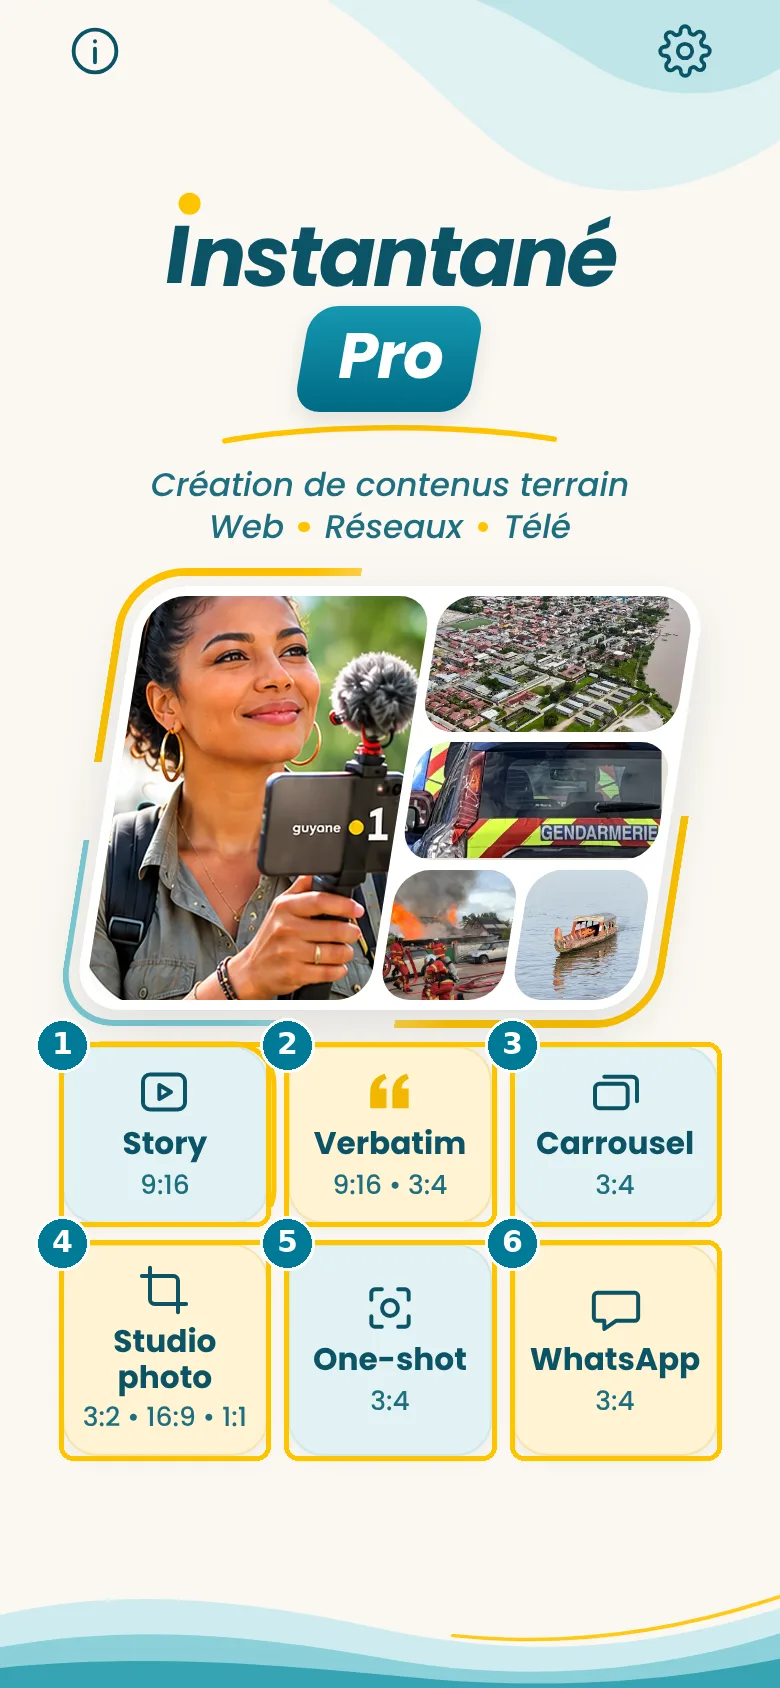 Instantané
Pro
Création de contenus terrain
Web • Réseaux • Télé
guyane 1
GENDARMERIE
1
2
3
Story
Verbatim
Carrousel
9:16
9:16 • 3:4
3:4
4
5
6
Studio
photo
3:2 • 16:9 • 1:1
One-shot
3:4
WhatsApp
3:4